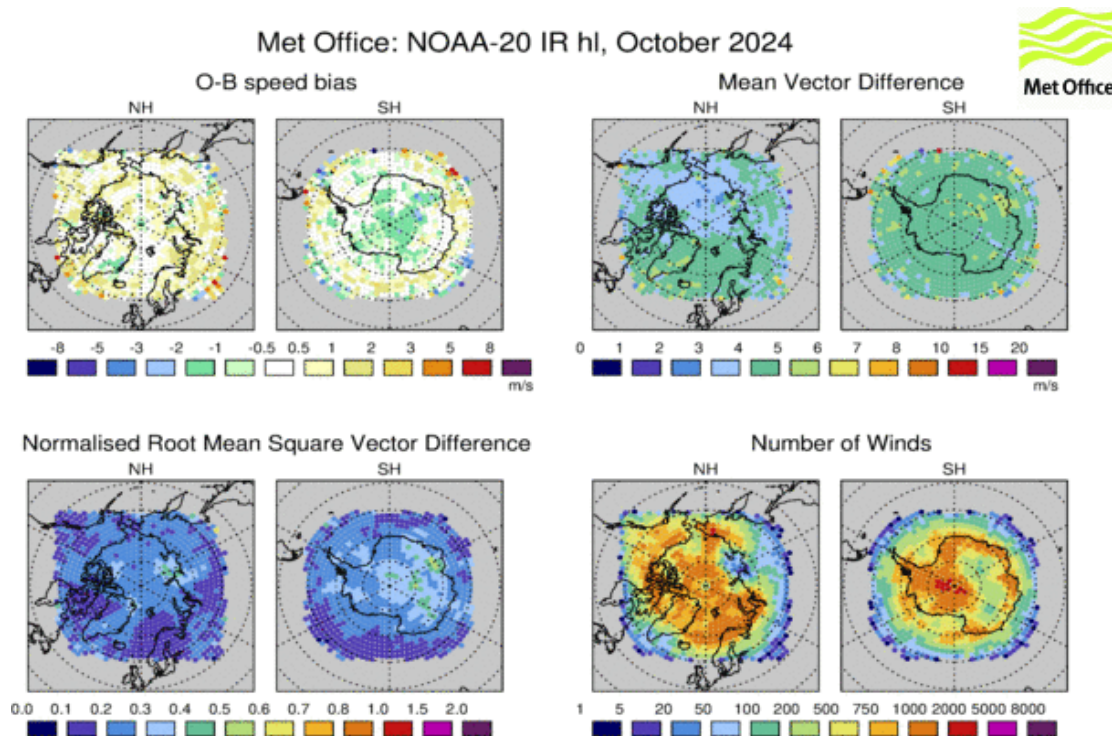 Met Office: NOAA-20 IR hl, October 2024
Met Office
O-B speed bias
Mean Vector Difference
NH SH NH SH
-8 -5 -3 -2 -1 -0.5 0.5 1 2 3 5 8
m/s
0 1 2 3 4 5 6 7 8 10 15 20
m/s
Normalised Root Mean Square Vector Difference
Number of Winds
NH SH NH SH
0.0 0.1 0.2 0.3 0.4 0.5 0.6 0.7 0.8 1.0 1.5 2.0
1 5 20 50 100 200 500 750 1000 2000 5000 8000